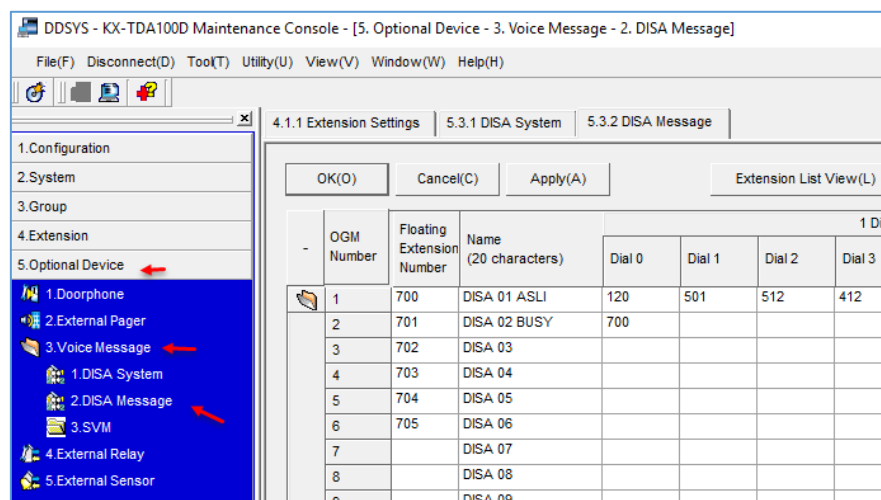 DDSYS - KX-TDA100D Maintenance Console - [5. Optional Device - 3. Voice Message - 2. DISA Message]
File(F) Disconnect(D) Tool(T) Utility(U) View(V) Window(W) Help(H)
1.Configuration
2.System
3.Group
4.Extension
5.Optional Device
1.Doorphone
2.External Pager
3.Voice Message
1.DISA System
2.DISA Message
3.SVM
4.External Relay
5.External Sensor
4.1.1 Extension Settings 5.3.1 DISA System 5.3.2 DISA Message
OK(O) Cancel(C) Apply(A) Extension List View(L)
- OGM Number Floating Extension Number Name (20 characters) 1 Di
Dial 0 Dial 1 Dial 2 Dial 3
1 700 DISA 01 ASLI 120 501 512 412
2 701 DISA 02 BUSY 700
3 702 DISA 03
4 703 DISA 04
5 704 DISA 05
6 705 DISA 06
7 DISA 07
8 DISA 08
DISA 09